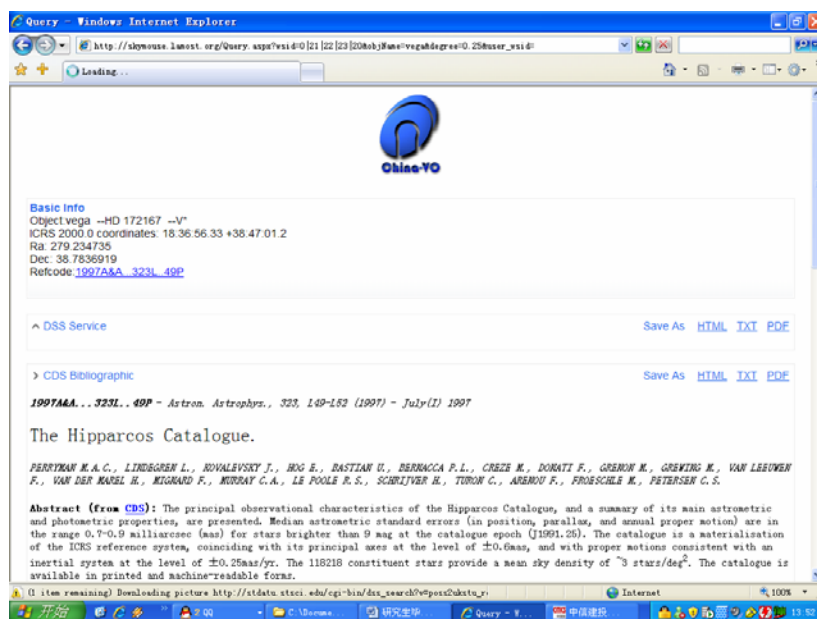 Query - Windows Internet Explorer
http://skymouse.lamost.org/Query.aspx?wsid=0|21|22|23|20&objName=vega&degree=0.25&user_wsid=
Loading...
China-VO
Basic Info
Object:vega --HD 172167 --V*
ICRS 2000.0 coordinates: 18:36:56.33 +38:47:01.2
Ra: 279.234735
Dec: 38.7836919
Refcode:1997A&A...323L..49P
DSS Service Save As HTML TXT PDF
CDS Bibliographic Save As HTML TXT PDF
1997A&A...323L..49P - Astron. Astrophys., 323, L49-L52 (1997) - July(I) 1997
The Hipparcos Catalogue.
PERRYMAN M.A.C., LINDEGREN L., KOVALEVSKY J., HOG E., BASTIAN U., BERNACCA P.L., CREZE M., DONATI F., GRENON M., GREWING M., VAN LEEUWEN
F., VAN DER MAREL H., MIGNARD F., MURRAY C.A., LE POOLE R.S., SCHRIJVER H., TURON C., ARENOU F., FROESCHLE M., PETERSEN C.S.
Abstract (from CDS): The principal observational characteristics of the Hipparcos Catalogue, and a summary of its main astrometric
and photometric properties, are presented. Median astrometric standard errors (in position, parallax, and annual proper motion) are in
the range 0.7-0.9 milliarcsec (mas) for stars brighter than 9 mag at the catalogue epoch (J1991.25). The catalogue is a materialisation
of the ICRS reference system, coinciding with its principal axes at the level of ±0.6mas, and with proper motions consistent with an
inertial system at the level of ±0.25mas/yr. The 118218 constituent stars provide a mean sky density of ~3 stars/deg². The catalogue is
available in printed and machine-readable forms.
(1 item remaining) Downloading picture http://stdatu.stsci.edu/cgi-bin/dss_search?v=poss2ukstu_r& Internet 100%
开始 2 QQ C:\Docume... 研究生毕... Query - W... 中信建投... 13:52